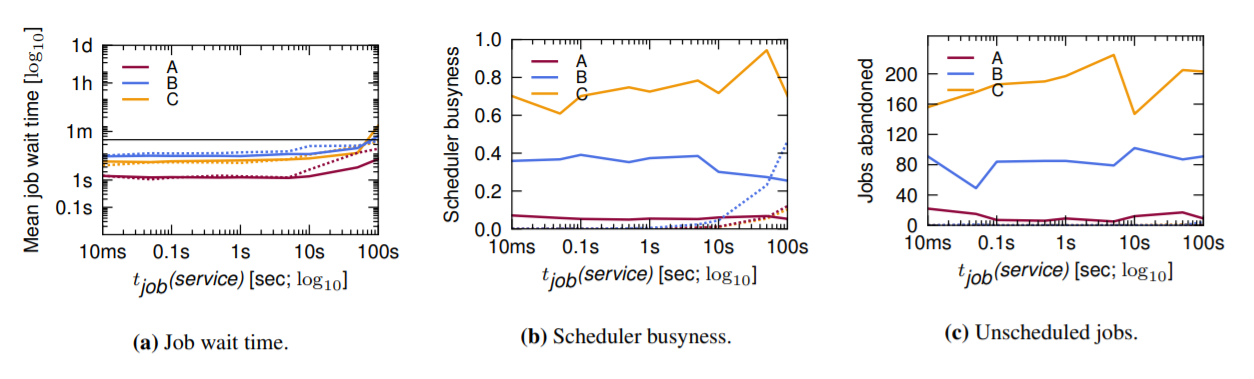 Mean job wait time [log10]
1d
1h
1m
1s
0.1s
A
B
C
10ms 0.1s 1s 10s 100s
tjob(service) [sec; log10]
(a) Job wait time.
Scheduler busyness
1.0
0.8
0.6
0.4
0.2
0.0
A
B
C
10ms 0.1s 1s 10s 100s
tjob(service) [sec; log10]
(b) Scheduler busyness.
Jobs abandoned
200
160
120
80
40
0
A
B
C
10ms 0.1s 1s 10s 100s
tjob(service) [sec; log10]
(c) Unscheduled jobs.